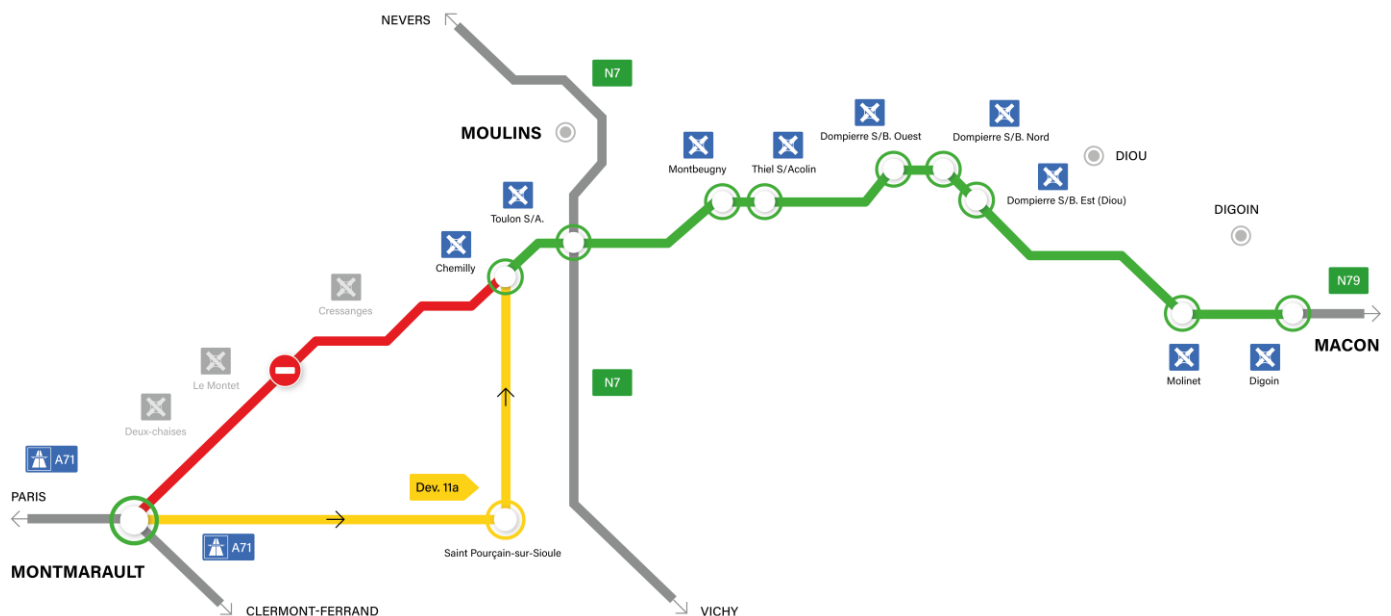 NEVERS
N7
MOULINS
Dompierre S/B. Ouest
Dompierre S/B. Nord
DIOU
Montbeugny
Thiel S/Acolin
Dompierre S/B. Est (Diou)
Toulon S/A.
DIGOIN
Chemilly
N79
Cressanges
MACON
Le Montet
Molinet
Digoin
N7
Deux-chaises
A71
Dev. 11a
PARIS
A71
Saint Pourçain-sur-Sioule
MONTMARAULT
CLERMONT-FERRAND
VICHY